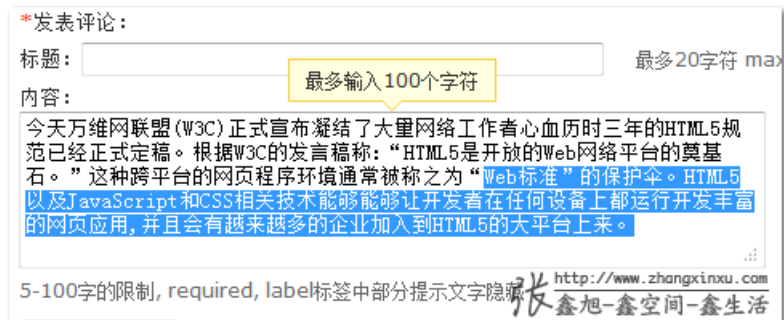 *发表评论：
标题：
最多20字符 max
最多输入100个字符
内容：
今天万维网联盟(W3C)正式宣布凝结了大量网络工作者心血历时三年的HTML5规
范已经正式定稿。根据W3C的发言稿称:“HTML5是开放的Web网络平台的奠基
石。”这种跨平台的网页程序环境通常被称之为“Web标准”的保护伞。HTML5
以及JavaScript和CSS相关技术能够能够让开发者在任何设备上都运行开发丰富
的网页应用,并且会有越来越多的企业加入到HTML5的大平台上来。
5-100字的限制, required, label标签中部分提示文字隐藏
http://www.zhangxinxu.com
张鑫旭-鑫空间-鑫生活